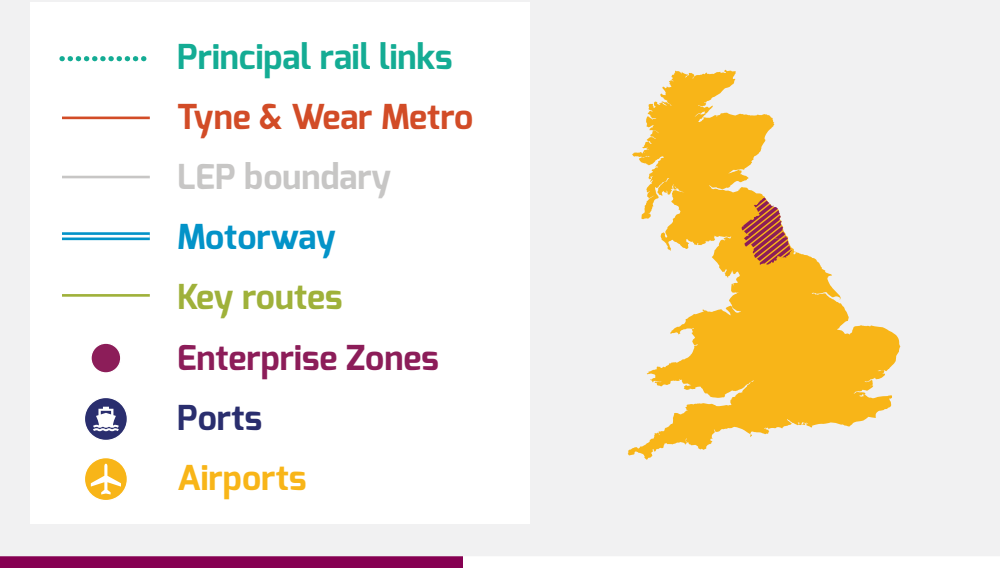 Principal rail links
Tyne & Wear Metro
LEP boundary
Motorway
Key routes
Enterprise Zones
Ports
Airports